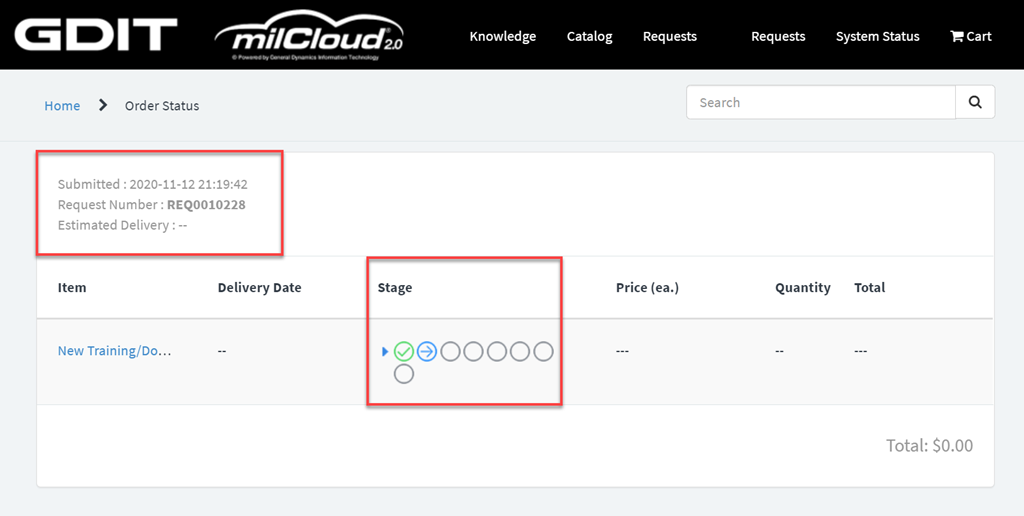 GDIT milCloud® 2.0
© Powered by General Dynamics Information Technology
Knowledge Catalog Requests Requests System Status Cart
Home Order Status Search
Submitted : 2020-11-12 21:19:42
Request Number : REQ0010228
Estimated Delivery : --
Item Delivery Date Stage Price (ea.) Quantity Total
New Training/Do... -- --- -- ---
Total: $0.00